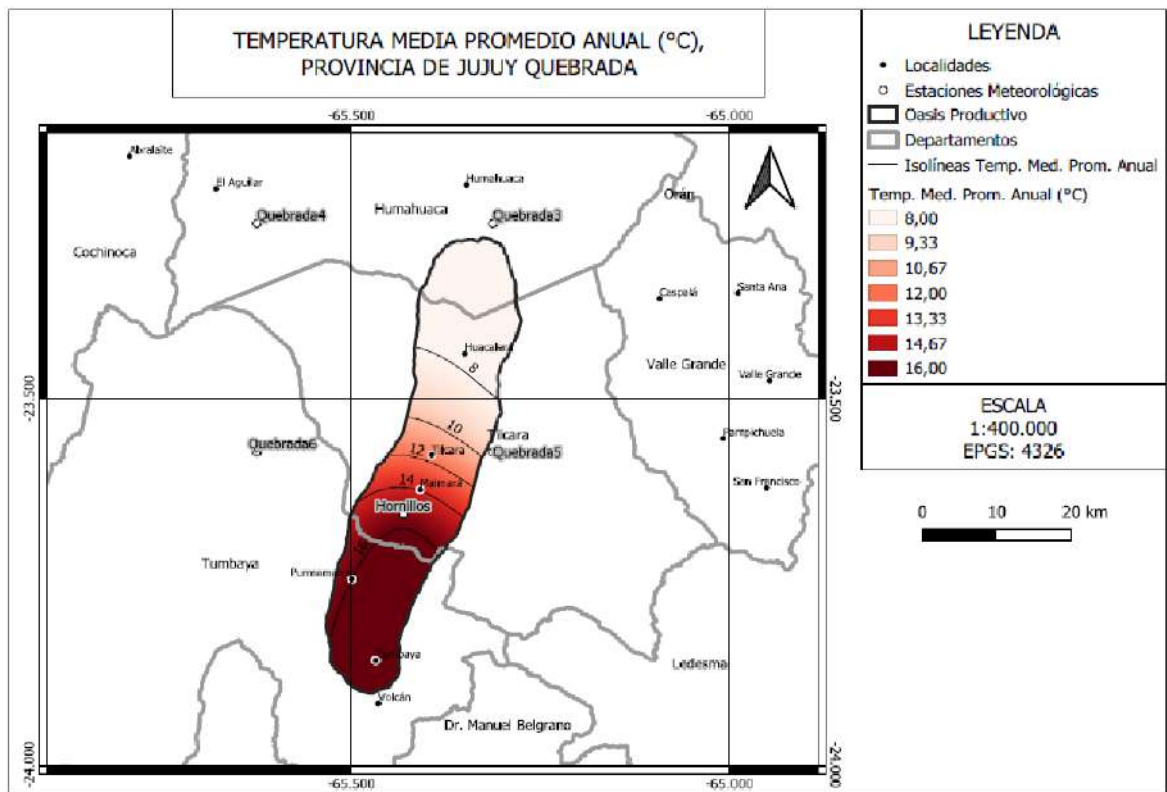 TEMPERATURA MEDIA PROMEDIO ANUAL (°C),
PROVINCIA DE JUJUY QUEBRADA
-65.500
-65.000
Abralaite
El Aguilar
Humahuaca
Quebrada4
Humahuaca
Quebrada3
Orán
Cochinoca
Caspalá
Santa Ana
Huacalera
8
Valle Grande
Valle Grande
-23.500
-23.500
10
Tilcara
Pampichuela
Quebrada6
12
Tilcara
Quebrada5
14
Maimará
San Francisco
Hornillos
16
Tumbaya
Ledesma
Volcán
Dr. Manuel Belgrano
-24.000
-24.000
-65.500
-65.000
LEYENDA
Localidades
Estaciones Meteorológicas
Oasis Productivo
Departamentos
Isolíneas Temp. Med. Prom. Anual
Temp. Med. Prom. Anual (°C)
8,00
9,33
10,67
12,00
13,33
14,67
16,00
ESCALA
1:400.000
EPGS: 4326
0 10 20 km